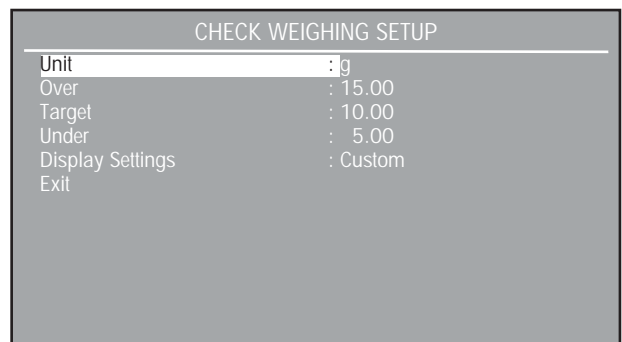 CHECK WEIGHING SETUP
Unit : g
Over : 15.00
Target : 10.00
Under : 5.00
Display Settings : Custom
Exit